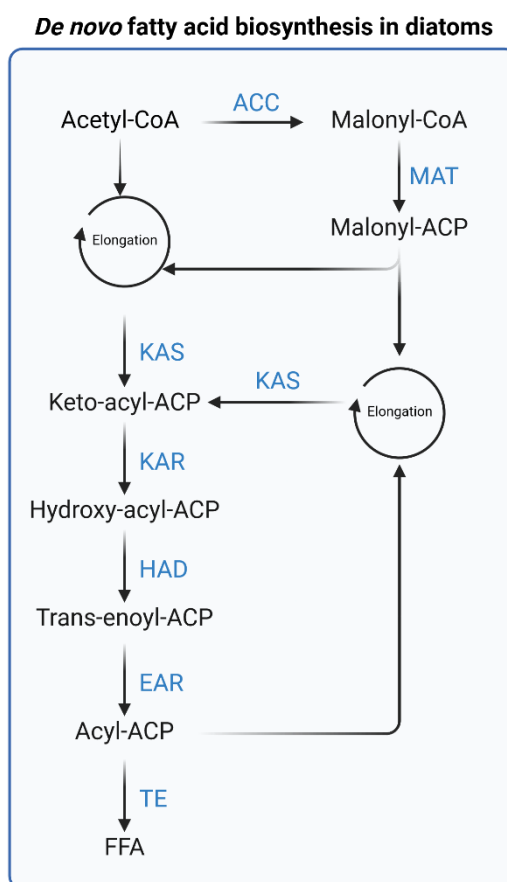 De novo fatty acid biosynthesis in diatoms
Acetyl-CoA
ACC
Malonyl-CoA
MAT
Malonyl-ACP
Elongation
KAS
KAS
Keto-acyl-ACP
Elongation
KAR
Hydroxy-acyl-ACP
HAD
Trans-enoyl-ACP
EAR
Acyl-ACP
TE
FFA